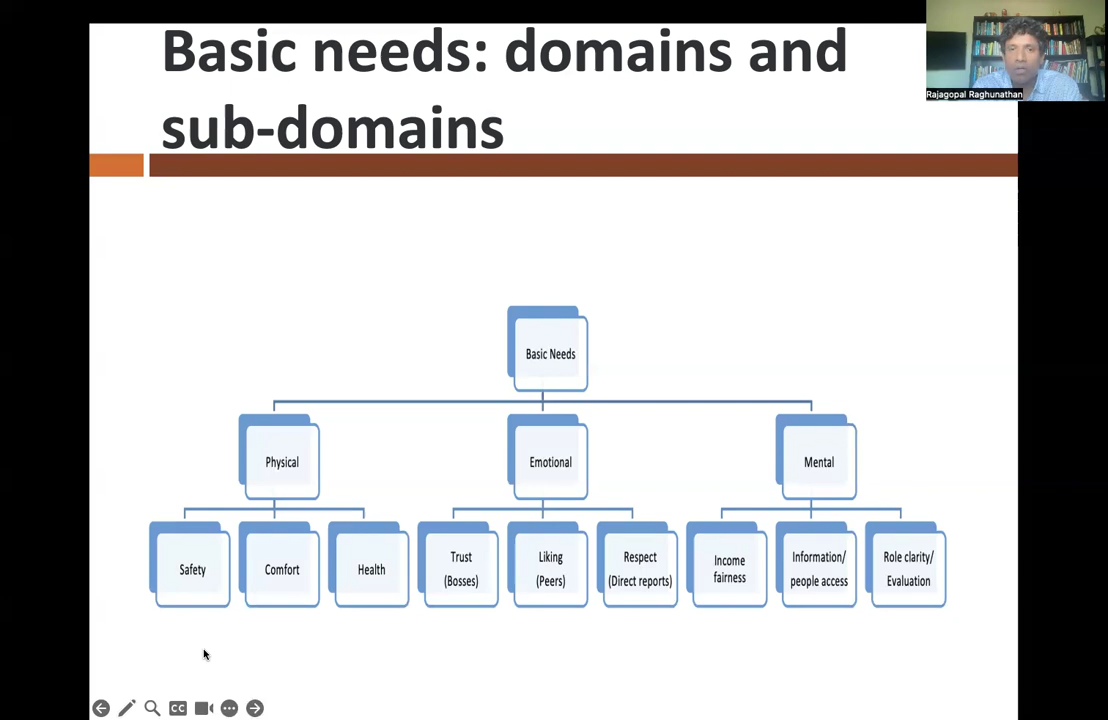 Basic needs: domains and
sub-domains
Rajagopal Raghunathan
Basic Needs
Physical
Emotional
Mental
Safety
Comfort
Health
Trust
(Bosses)
Liking
(Peers)
Respect
(Direct reports)
Income
fairness
Information/
people access
Role clarity/
Evaluation
CC